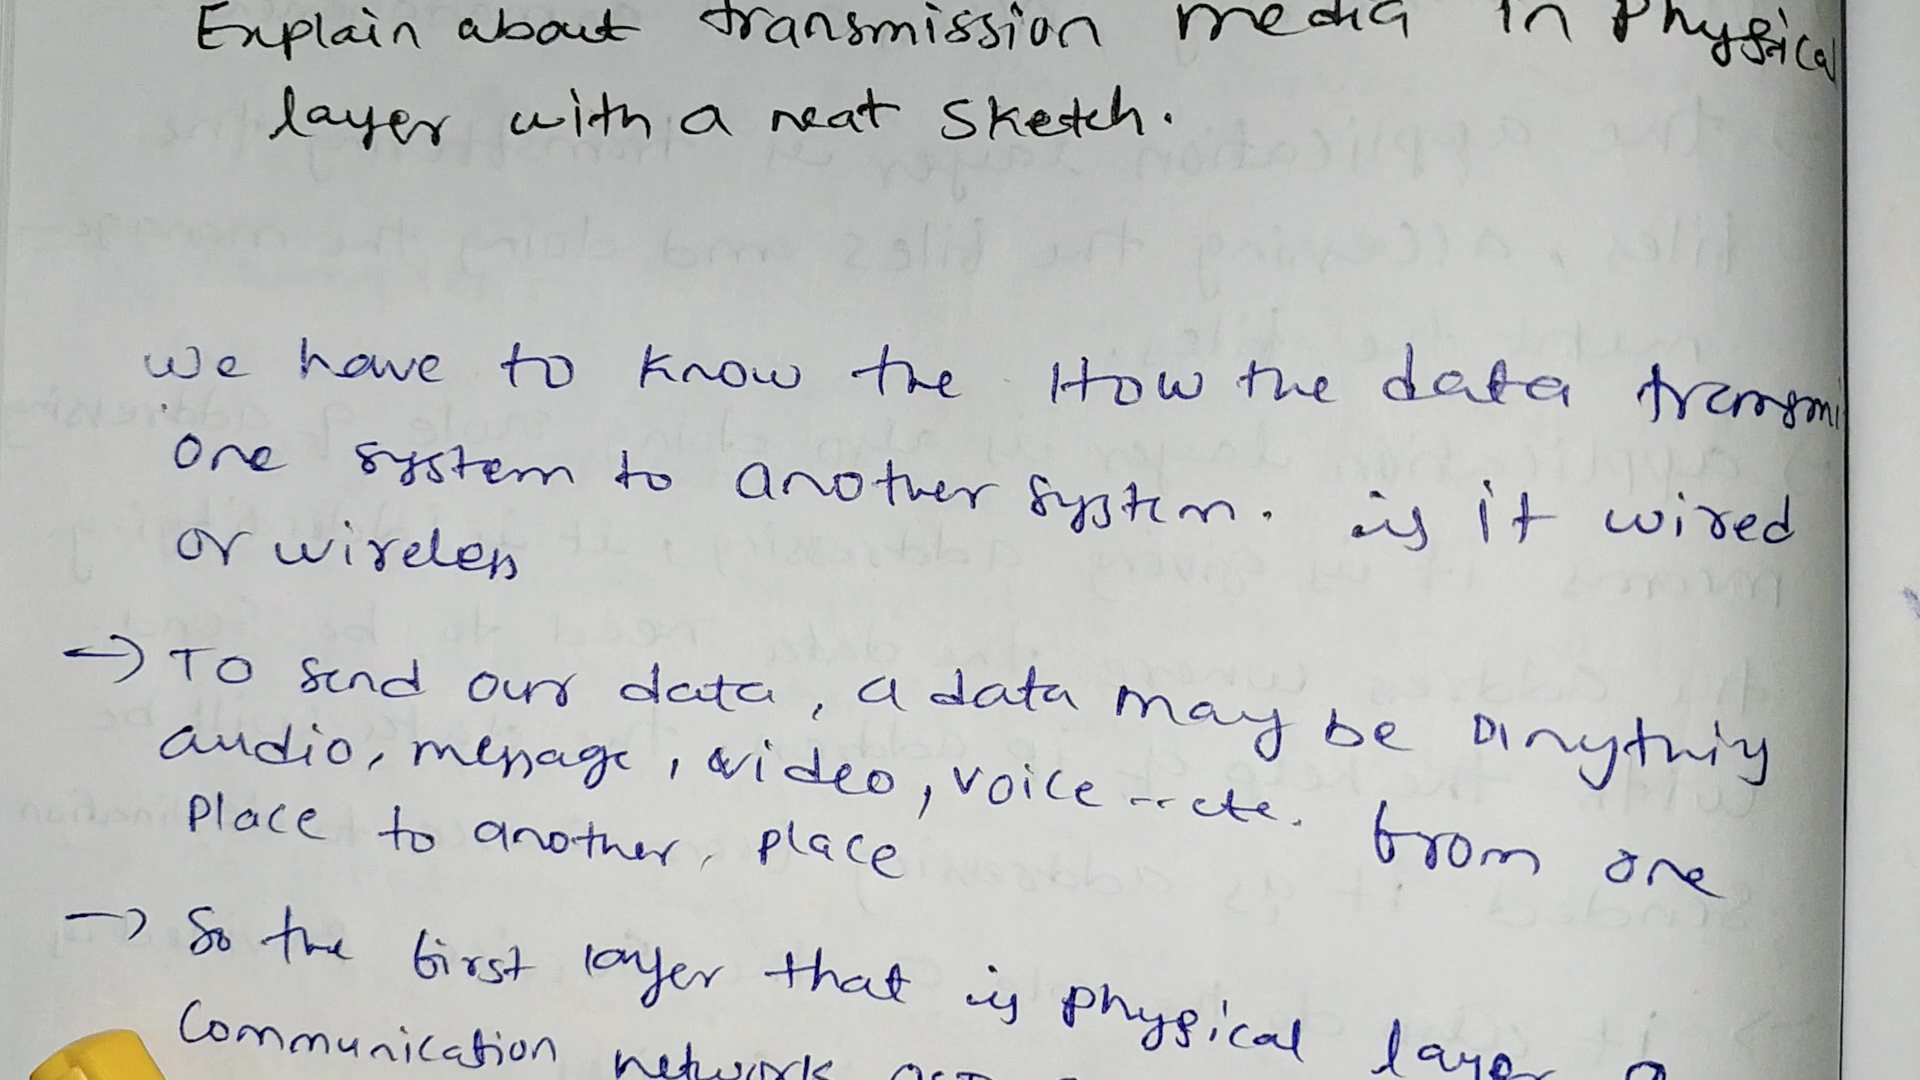 Explain about transmission media in Physical
layer with a neat sketch.
We have to know the How the data transmi
one system to another system. is it wired
or wireless
→ To send our data, a data may be anything
audio, message, video, voice --etc. from one
place to another, place
→ So the first layer that is physical layer
Communication network